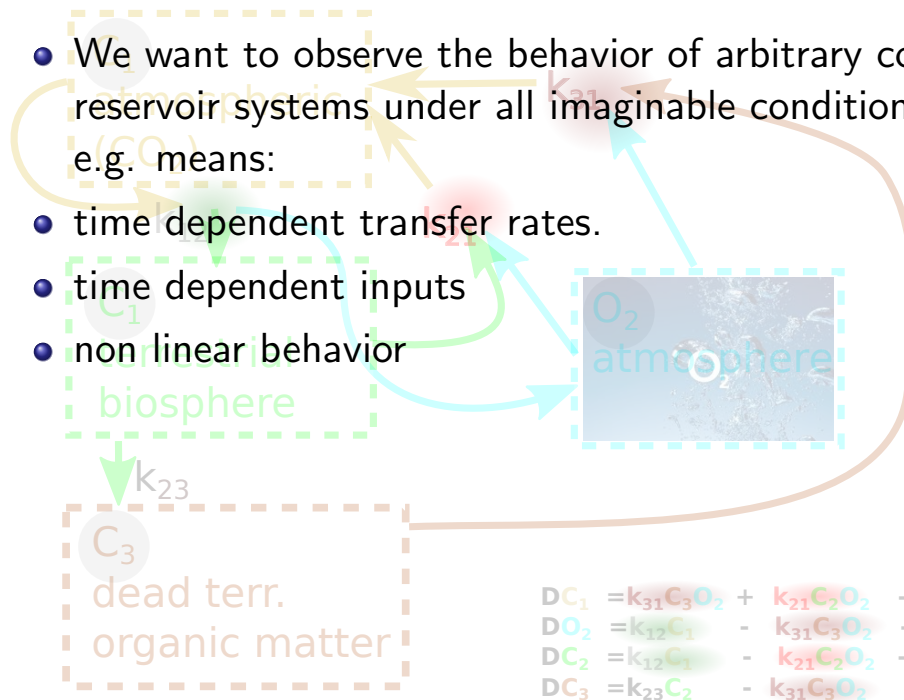 We want to observe the behavior of arbitrary
reservoir systems under all imaginable
e.g. means:
time dependent transfer rates.
time dependent inputs
non linear behavior
C₁
atmospheric
(CO₂)
k₃₁
k₁₂
k₂₁
C₁
terrestrial
biosphere
O₂
atmosphere
O₂
k₂₃
C₃
dead terr.
organic matter
DC₁ =k₃₁C₃O₂ + k₂₁C₂O₂ -
DO₂ =k₁₂C₁ - k₃₁C₃O₂ -
DC₂ =k₁₂C₁ - k₂₁C₂O₂ -
DC₃ =k₂₃C₂ - k₃₁C₃O₂